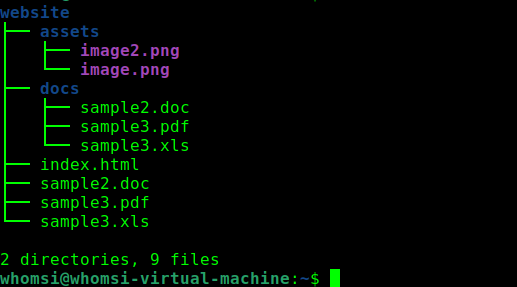 website
├── assets
│   ├── image2.png
│   └── image.png
├── docs
│   ├── sample2.doc
│   ├── sample3.pdf
│   └── sample3.xls
├── index.html
├── sample2.doc
├── sample3.pdf
└── sample3.xls

2 directories, 9 files
whomsi@whomsi-virtual-machine:~$